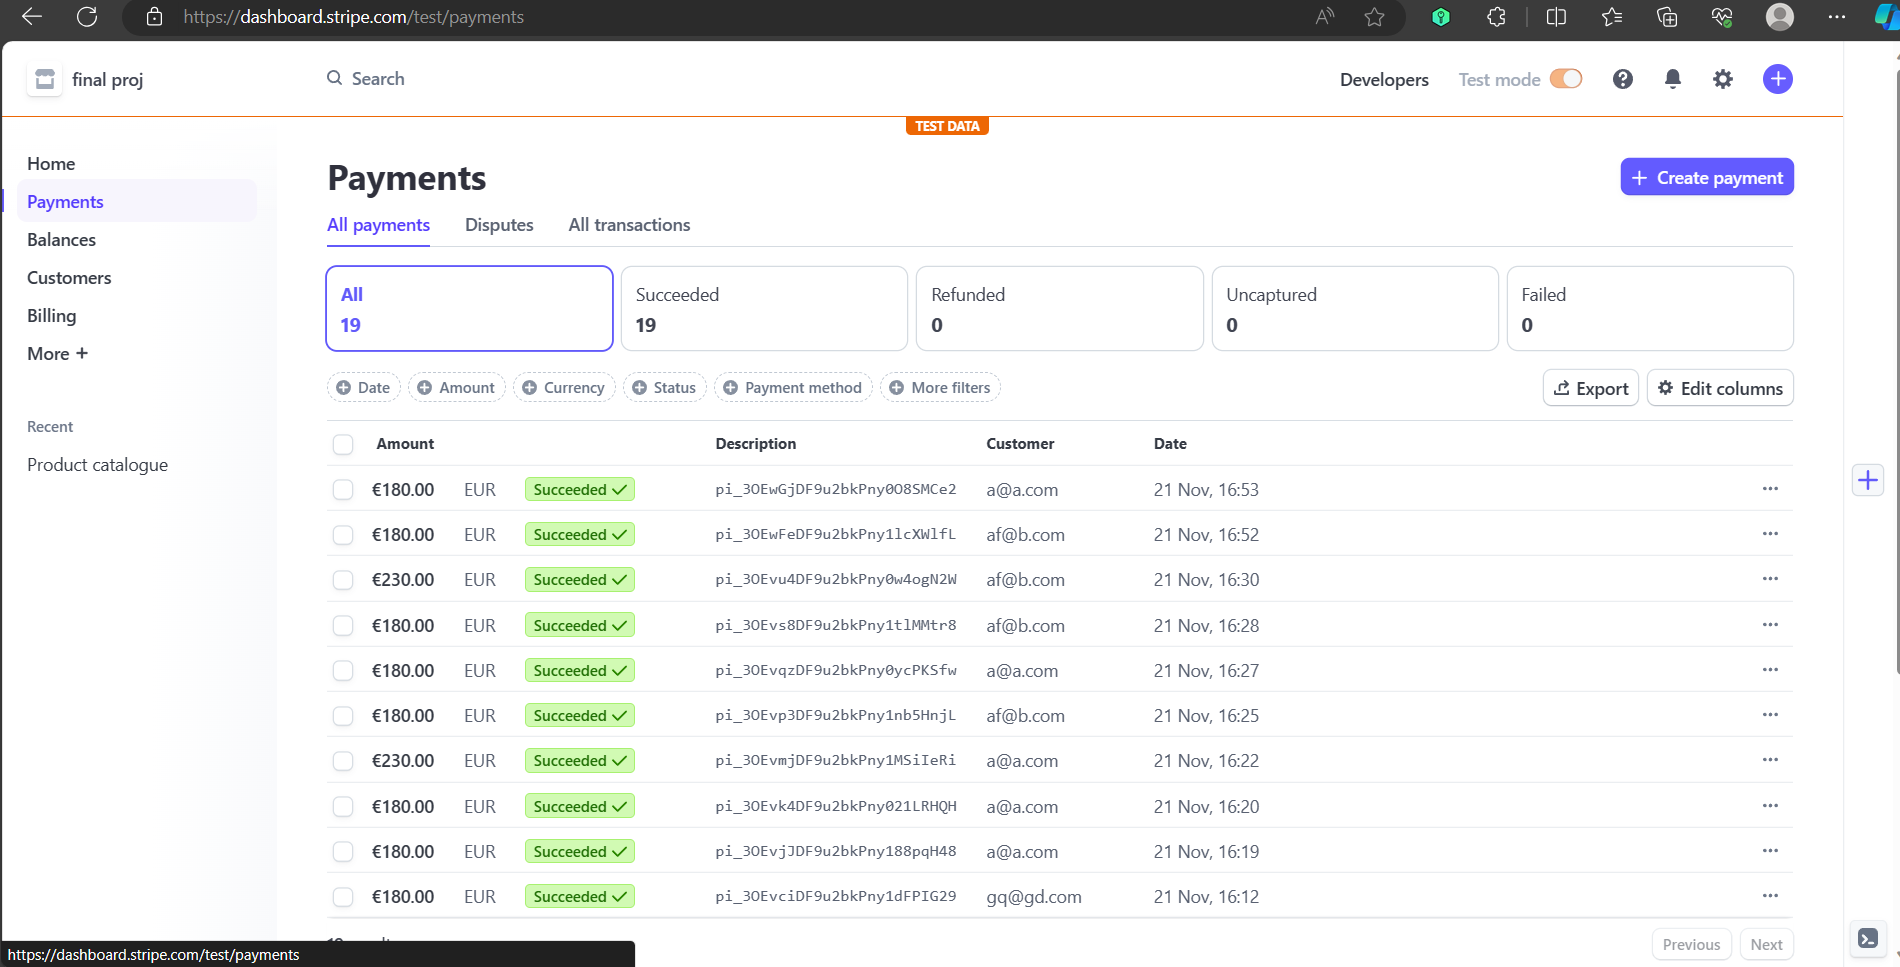 https://dashboard.stripe.com/test/payments
final proj
Search
Developers
Test mode
TEST DATA
Home
Payments
Balances
Customers
Billing
More +
Recent
Product catalogue
Payments
+ Create payment
All payments Disputes All transactions
All
19
Succeeded
19
Refunded
0
Uncaptured
0
Failed
0
Date Amount Currency Status Payment method More filters
Export Edit columns
Amount Description Customer Date
€180.00 EUR Succeeded pi_3OEwGjDF9u2bkPny0O8SMCe2 a@a.com 21 Nov, 16:53
€180.00 EUR Succeeded pi_3OEwFeDF9u2bkPny1lcXWlfL af@b.com 21 Nov, 16:52
€230.00 EUR Succeeded pi_3OEvu4DF9u2bkPny0w4ogN2W af@b.com 21 Nov, 16:30
€180.00 EUR Succeeded pi_3OEvs8DF9u2bkPny1tlMMtr8 af@b.com 21 Nov, 16:28
€180.00 EUR Succeeded pi_3OEvqzDF9u2bkPny0ycPKSfw a@a.com 21 Nov, 16:27
€180.00 EUR Succeeded pi_3OEvp3DF9u2bkPny1nb5HnjL af@b.com 21 Nov, 16:25
€230.00 EUR Succeeded pi_3OEvmjDF9u2bkPny1MSiIeRi a@a.com 21 Nov, 16:22
€180.00 EUR Succeeded pi_3OEvk4DF9u2bkPny021LRHQH a@a.com 21 Nov, 16:20
€180.00 EUR Succeeded pi_3OEvjJDF9u2bkPny188pqH48 a@a.com 21 Nov, 16:19
€180.00 EUR Succeeded pi_3OEvciDF9u2bkPny1dFPIG29 gq@gd.com 21 Nov, 16:12
Previous Next
https://dashboard.stripe.com/test/payments